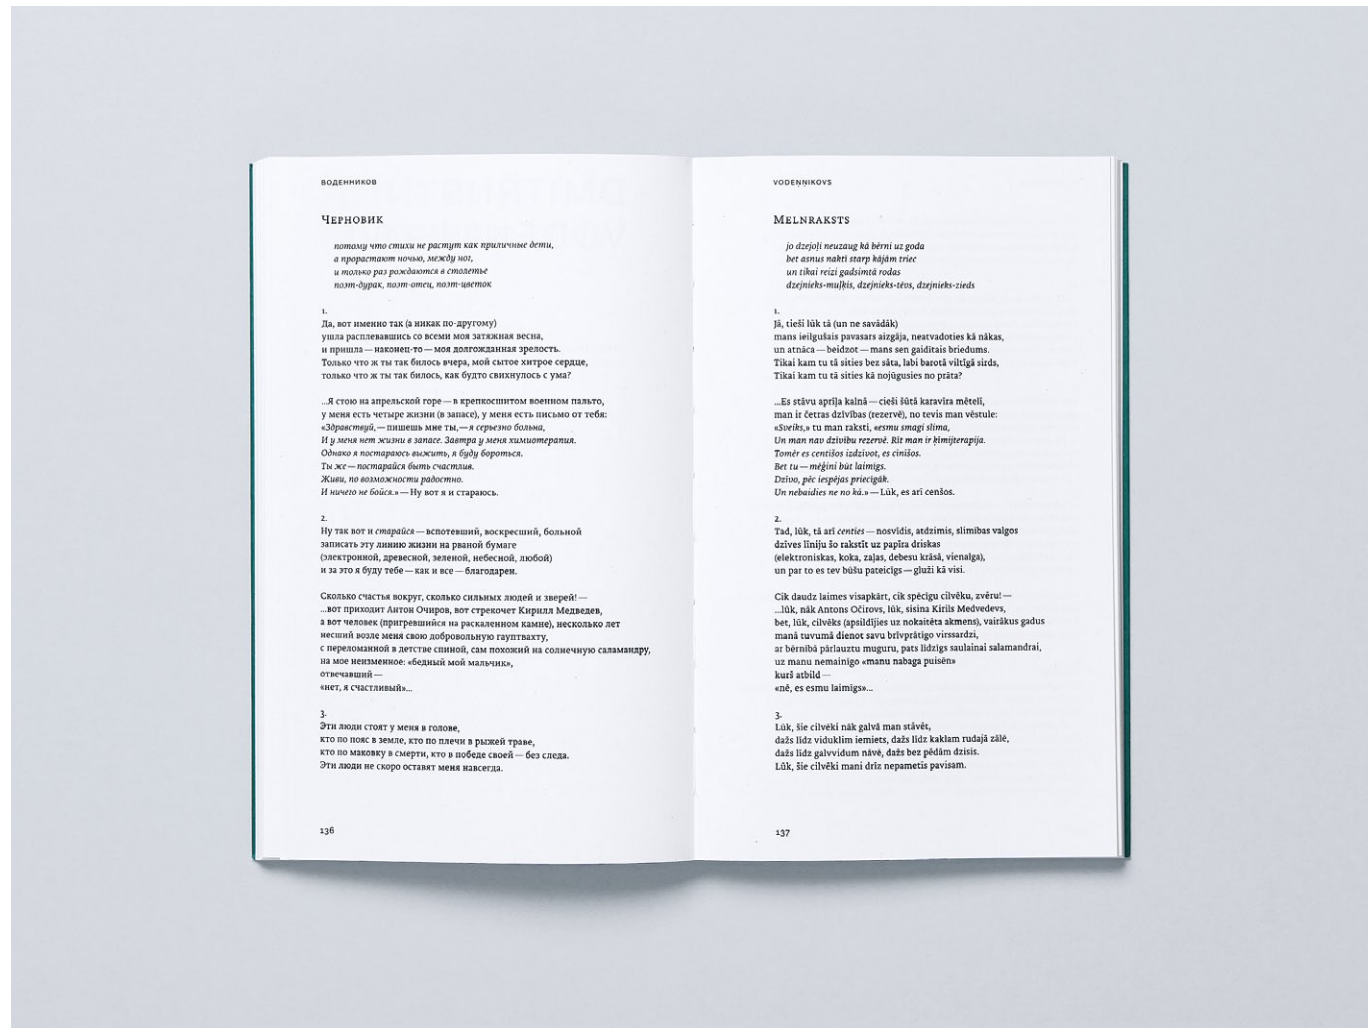 ВОДЕННИКОВ
Черновик
потому что стихи не растут как приличные дети,
а прорастают ночью, между ног,
и только раз рождаются в столетье
поэт-дурак, поэт-отец, поэт-цветок
1.
Да, вот именно так (а никак по-другому)
ушла расплевавшись со всеми моя затяжная весна,
и пришла — наконец-то — моя долгожданная зрелость.
Только что ж ты так билось вчера, мой сытое хитрое сердце,
только что ж ты так билось, как будто свихнулось с ума?
...Я стою на апрельской горе — в крепкосшитом военном пальто,
у меня есть четыре жизни (в запасе), у меня есть письмо от тебя:
«Здравствуй, — пишешь мне ты, — я серьезно больна,
И у меня нет жизни в запасе. Завтра у меня химиотерапия.
Однако я постараюсь выжить, я буду бороться.
Ты же — постарайся быть счастлив.
Живи, по возможности радостно.
И ничего не бойся.» — Ну вот я и стараюсь.
2.
Ну так вот и старайся — вспотевший, воскресший, больной
записать эту линию жизни на рваной бумаге
(электронной, древесной, зеленой, небесной, любой)
и за это я буду тебе — как и все — благодарен.
Сколько счастья вокруг, сколько сильных людей и зверей! —
...вот приходит Антон Очиров, вот стрекочет Кирилл Медведев,
а вот человек (пригревшийся на раскаленном камне), несколько лет
несший возле меня свою добровольную гауптвахту,
с переломанной в детстве спиной, сам похожий на солнечную саламандру,
на мое неизменное: «бедный мой мальчик»,
отвечавший —
«нет, я счастливый»...
3.
Эти люди стоят у меня в голове,
кто по пояс в земле, кто по плечи в рыжей траве,
кто по маковку в смерти, кто в победе своей — без следа.
Эти люди не скоро оставят меня навсегда.
136
VODEŅŅIKOVS
Melnraksts
jo dzejoļi neuzaug kā bērni uz goda
bet asnus naktī starp kājām triec
un tikai reizi gadsimtā rodas
dzejnieks-muļķis, dzejnieks-tēvs, dzejnieks-zieds
1.
Jā, tieši lūk tā (un ne savādāk)
mans ieilgušais pavasars aizgāja, neatvadoties kā nākas,
un atnāca — beidzot — mans sen gaidītais briedums.
Tikai kam tu tā sities bez sāta, labi barotā viltīgā sirds,
Tikai kam tu tā sities kā nojūgusies no prāta?
...Es stāvu aprīļa kalnā — cieši šūtā karavīra mētelī,
man ir četras dzīvības (rezervē), no tevis man vēstule:
«Sveiks,» tu man raksti, «esmu smagi slima,
Un man nav dzīvību rezervē. Rīt man ir ķīmijterapija.
Tomēr es centīšos izdzīvot, es cīnīšos.
Bet tu — mēģini būt laimīgs.
Dzīvo, pēc iespējas priecīgāk.
Un nebaidies ne no kā.» — Lūk, es arī cenšos.
2.
Tad, lūk, tā arī centies — nosvīdis, atdzimis, slimības valgos
dzīves līniju šo rakstīt uz papīra driskas
(elektroniskas, koka, zaļas, debesu krāsā, vienalga),
un par to es tev būšu pateicīgs — gluži kā visi.
Cik daudz laimes visapkārt, cik spēcīgu cilvēku, zvēru! —
...lūk, nāk Antons Očirovs, lūk, sisina Kirils Medvedevs,
bet, lūk, cilvēks (apsildījies uz nokaitēta akmens), vairākus gadus
manā tuvumā dienot savu brīvprātīgo virssardzi,
ar bērnībā pārlauztu muguru, pats līdzīgs saulainai salamandrai,
uz manu nemainīgo «manu nabaga puisēn»
kurš atbild —
«nē, es esmu laimīgs»...
3.
Lūk, šie cilvēki nāk galvā man stāvēt,
dažs līdz viduklim iemiets, dažs līdz kaklam rudajā zālē,
dažs līdz galvvidum nāvē, dažs bez pēdām dzisis.
Lūk, šie cilvēki mani drīz nepametīs pavisam.
137